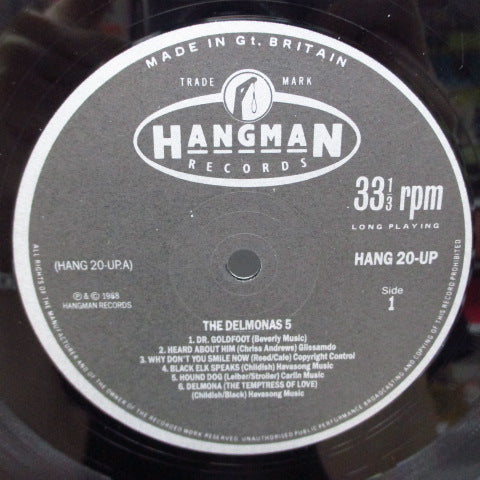 MADE IN Gt. BRITAIN
TRADE MARK
HANGMAN
RECORDS
33 1/3 rpm
LONG PLAYING
(HANG 20-UP.A)
HANG 20-UP
℗ & © 1988
HANGMAN RECORDS
Side
1
THE DELMONAS 5
1. DR. GOLDFOOT (Beverly Music)
2. HEARD ABOUT HIM (Chriss Andrews) Glissamdo
3. WHY DON'T YOU SMILE NOW (Reed/Cale) Copyright Control
4. BLACK ELK SPEAKS (Childish) Havasong Music
5. HOUND DOG (Leiber/Stroller) Carlin Music
6. DELMONA (THE TEMPTRESS OF LOVE)
(Childish/Black) Havasong Music
ALL RIGHTS OF THE MANUFACTURER AND OF THE OWNER OF THE RECORDED WORK RESERVED. UNAUTHORISED PUBLIC PERFORMANCE BROADCASTING AND COPYING OF THIS RECORD PROHIBITED